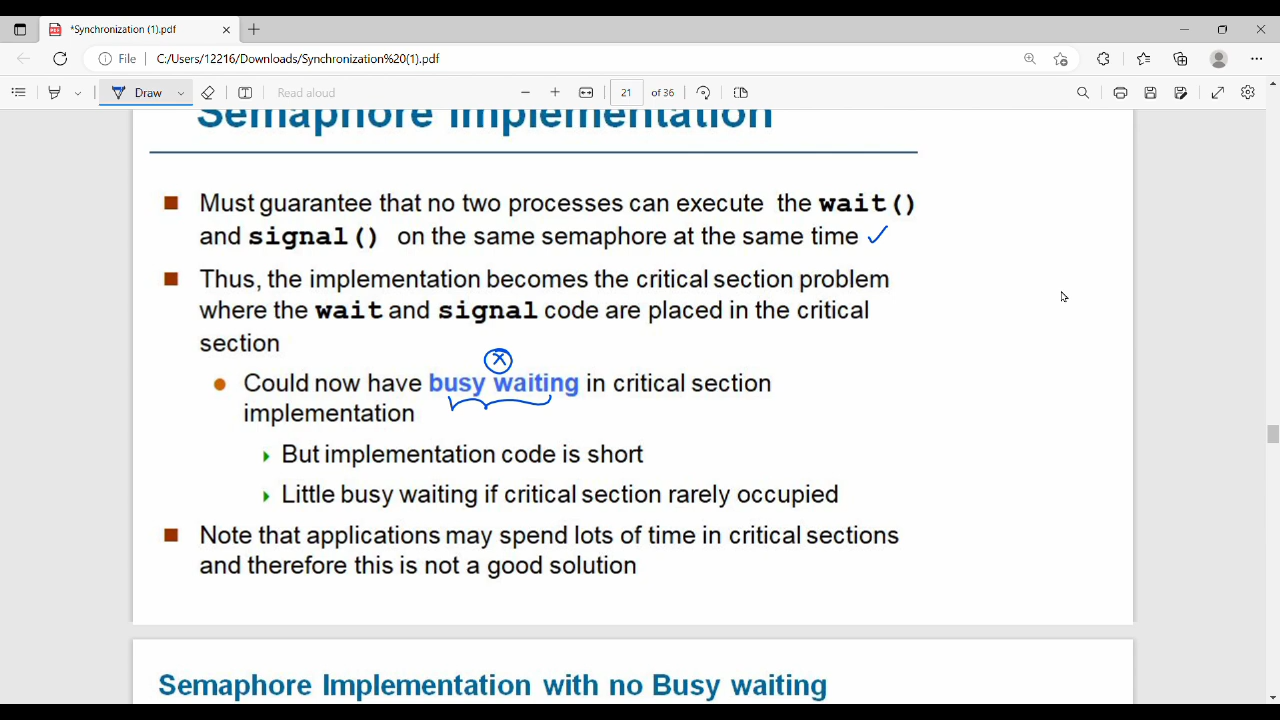 *Synchronization (1).pdf
File C:/Users/12216/Downloads/Synchronization%20(1).pdf
Draw Read aloud 21 of 36
Semaphore Implementation
Must guarantee that no two processes can execute the wait()
and signal() on the same semaphore at the same time
Thus, the implementation becomes the critical section problem
where the wait and signal code are placed in the critical
section
Could now have busy waiting in critical section
implementation
But implementation code is short
Little busy waiting if critical section rarely occupied
Note that applications may spend lots of time in critical sections
and therefore this is not a good solution
Semaphore Implementation with no Busy waiting